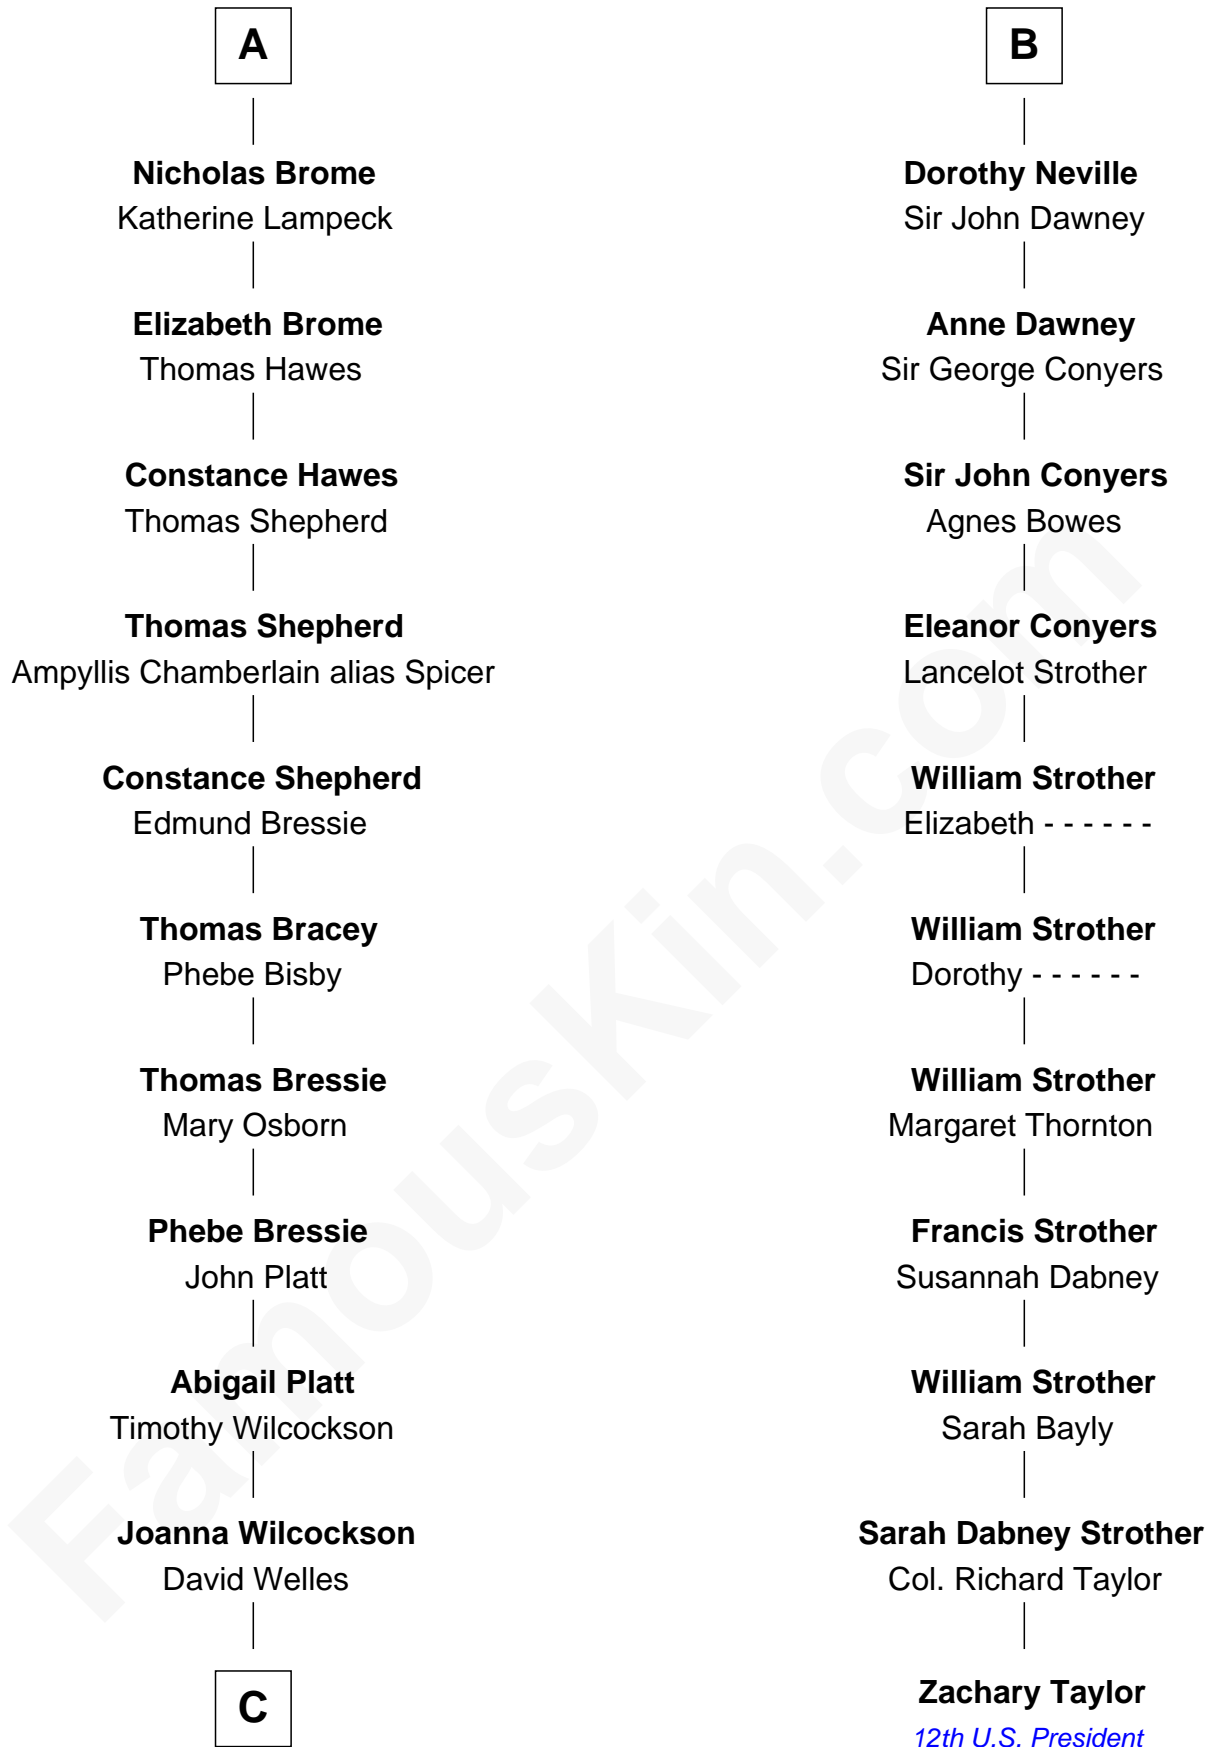 A
Nicholas Brome
Katherine Lampeck
Elizabeth Brome
Thomas Hawes
Constance Hawes
Thomas Shepherd
Thomas Shepherd
Ampyllis Chamberlain alias Spicer
Constance Shepherd
Edmund Bressie
Thomas Bracey
Phebe Bisby
Thomas Bressie
Mary Osborn
Phebe Bressie
John Platt
Abigail Platt
Timothy Wilcockson
Joanna Wilcockson
David Welles
C
B
Dorothy Neville
Sir John Dawney
Anne Dawney
Sir George Conyers
Sir John Conyers
Agnes Bowes
Eleanor Conyers
Lancelot Strother
William Strother
Elizabeth - - - - - -
William Strother
Dorothy - - - - - -
William Strother
Margaret Thornton
Francis Strother
Susannah Dabney
William Strother
Sarah Bayly
Sarah Dabney Strother
Col. Richard Taylor
Zachary Taylor
12th U.S. President
FamousKin.com